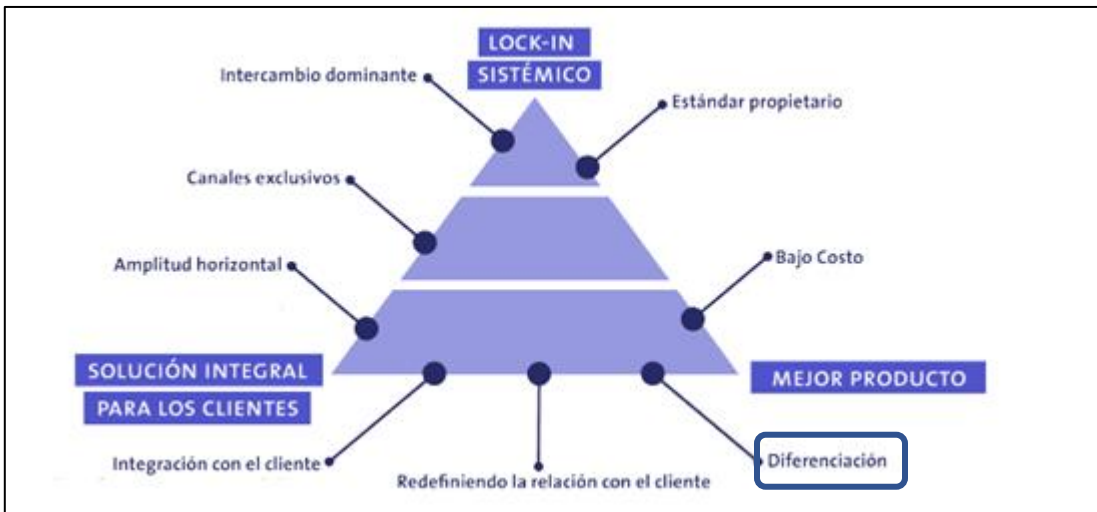 LOCK-IN
SISTÉMICO
Intercambio dominante
Estándar propietario
Canales exclusivos
Amplitud horizontal
Bajo Costo
SOLUCIÓN INTEGRAL
PARA LOS CLIENTES
MEJOR PRODUCTO
Integración con el cliente
Redefiniendo la relación con el cliente
Diferenciación